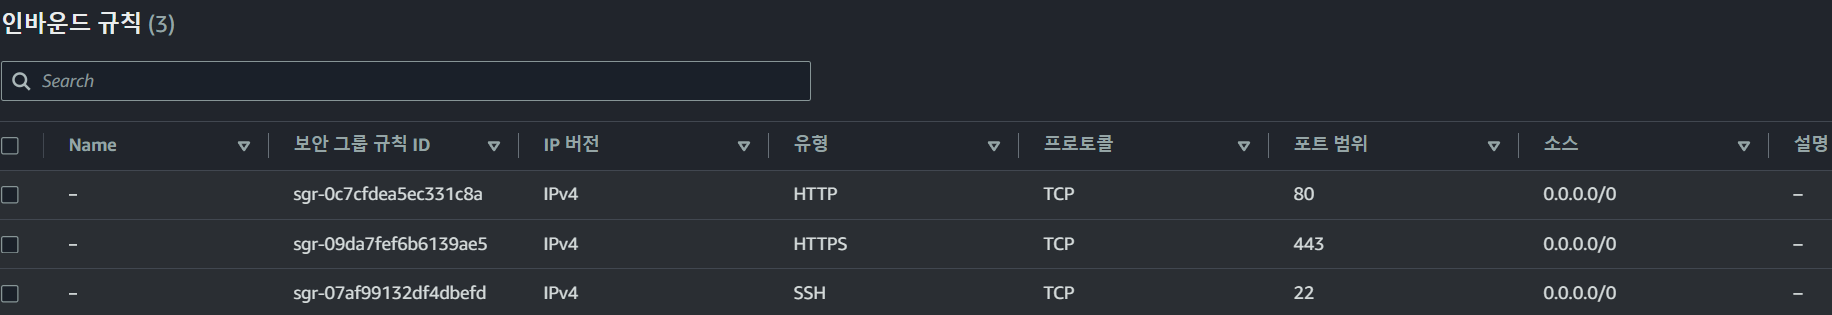 인바운드 규칙 (3)
Search
Name 보안 그룹 규칙 ID IP 버전 유형 프로토콜 포트 범위 소스 설명
– sgr-0c7cfdea5ec331c8a IPv4 HTTP TCP 80 0.0.0.0/0 –
– sgr-09da7fef6b6139ae5 IPv4 HTTPS TCP 443 0.0.0.0/0 –
– sgr-07af99132df4dbefd IPv4 SSH TCP 22 0.0.0.0/0 –